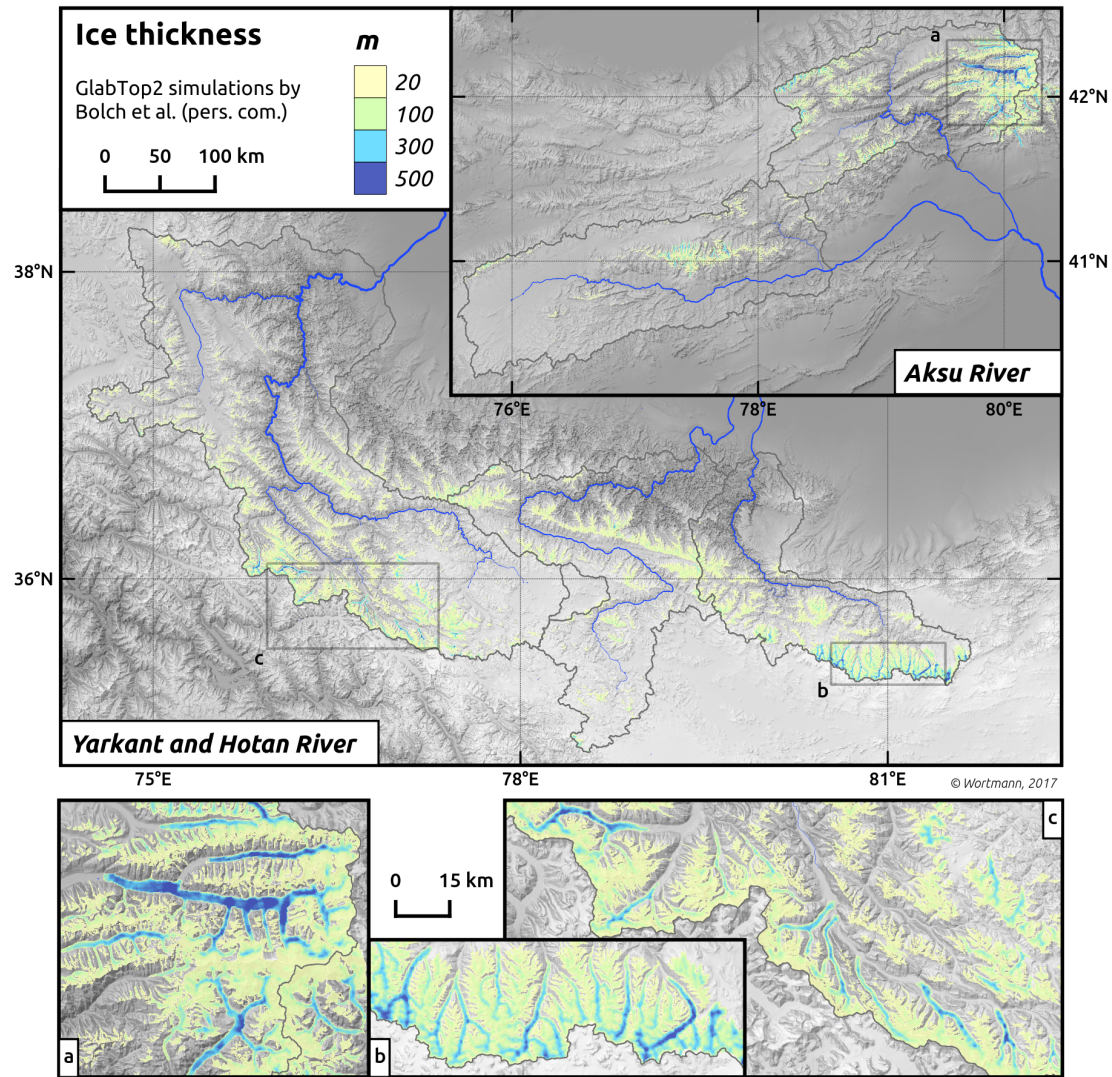 Ice thickness
GlabTop2 simulations by
Bolch et al. (pers. com.)
0 50 100 km
m
20
100
300
500
a
42°N
41°N
Aksu River
76°E 78°E 80°E
38°N
36°N
c
b
Yarkant and Hotan River
75°E 78°E 81°E
© Wortmann, 2017
0 15 km
a
b
c